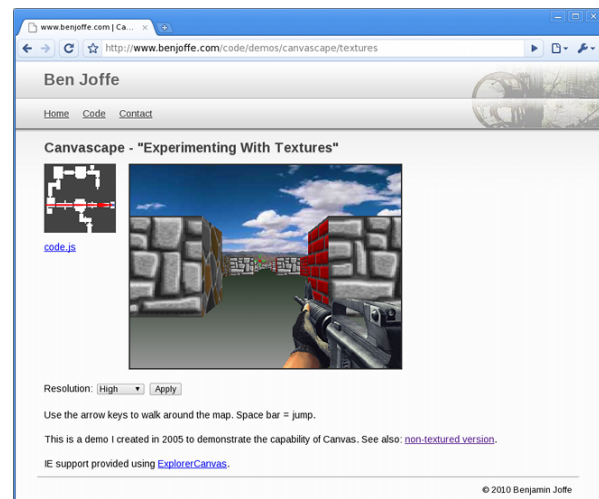 www.benjoffe.com | Ca...
http://www.benjoffe.com/code/demos/canvascape/textures
Ben Joffe
Home Code Contact
Canvascape - "Experimenting With Textures"
code.js
Resolution: High Apply
Use the arrow keys to walk around the map. Space bar = jump.
This is a demo I created in 2005 to demonstrate the capability of Canvas. See also: non-textured version.
IE support provided using ExplorerCanvas.
© 2010 Benjamin Joffe